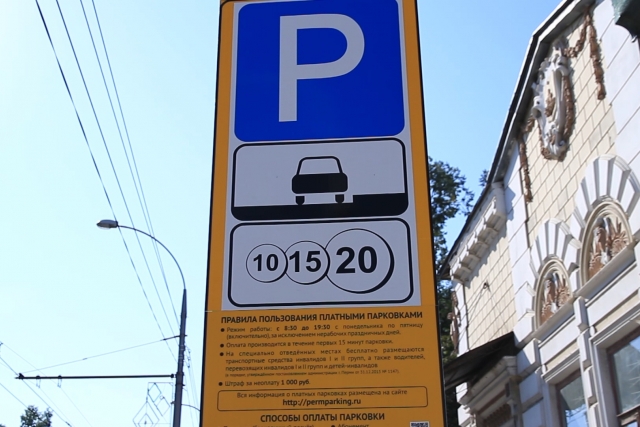 P
10 15 20
ПРАВИЛА ПОЛЬЗОВАНИЯ ПЛАТНЫМИ ПАРКОВКАМИ
● Режим работы: с 8:30 до 19:30 с понедельника по пятницу
(включительно), за исключением нерабочих праздничных дней.
● Оплата производится в течение первых 15 минут парковки.
● На специально отведённых местах бесплатно размещаются
транспортные средства инвалидов I и II групп, а также водителей,
перевозящих инвалидов I и II групп и детей-инвалидов
● Штраф за неоплату 1 000 руб.
Вся информация о платных парковках размещена на сайте
http://permparking.ru
СПОСОБЫ ОПЛАТЫ ПАРКОВКИ